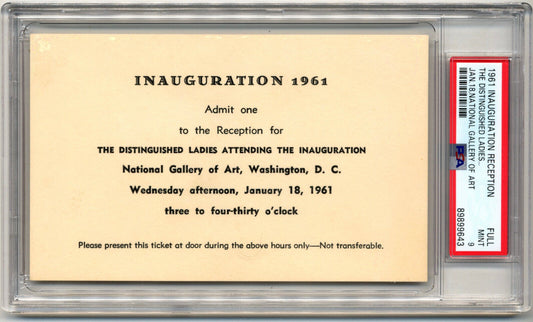 INAUGURATION 1961
Admit one
to the Reception for
THE DISTINGUISHED LADIES ATTENDING THE INAUGURATION
National Gallery of Art, Washington, D. C.
Wednesday afternoon, January 18, 1961
three to four-thirty o'clock
Please present this ticket at door during the above hours only—Not transferable.
1961 INAUGURATION RECEPTION
THE DISTINGUISHED LADIES..
JAN.18,NATIONAL GALLERY OF ART
FULL
MINT 9
89899643
PSA